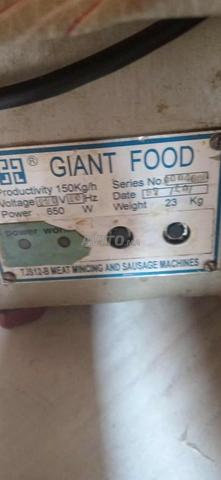 ® GIANT FOOD
Productivity 150Kg/h Series No
Voltage V Hz Date
Power 650 W Weight 23 Kg
power
TJS12-B MEAT MINCING AND SAUSAGE MACHINES